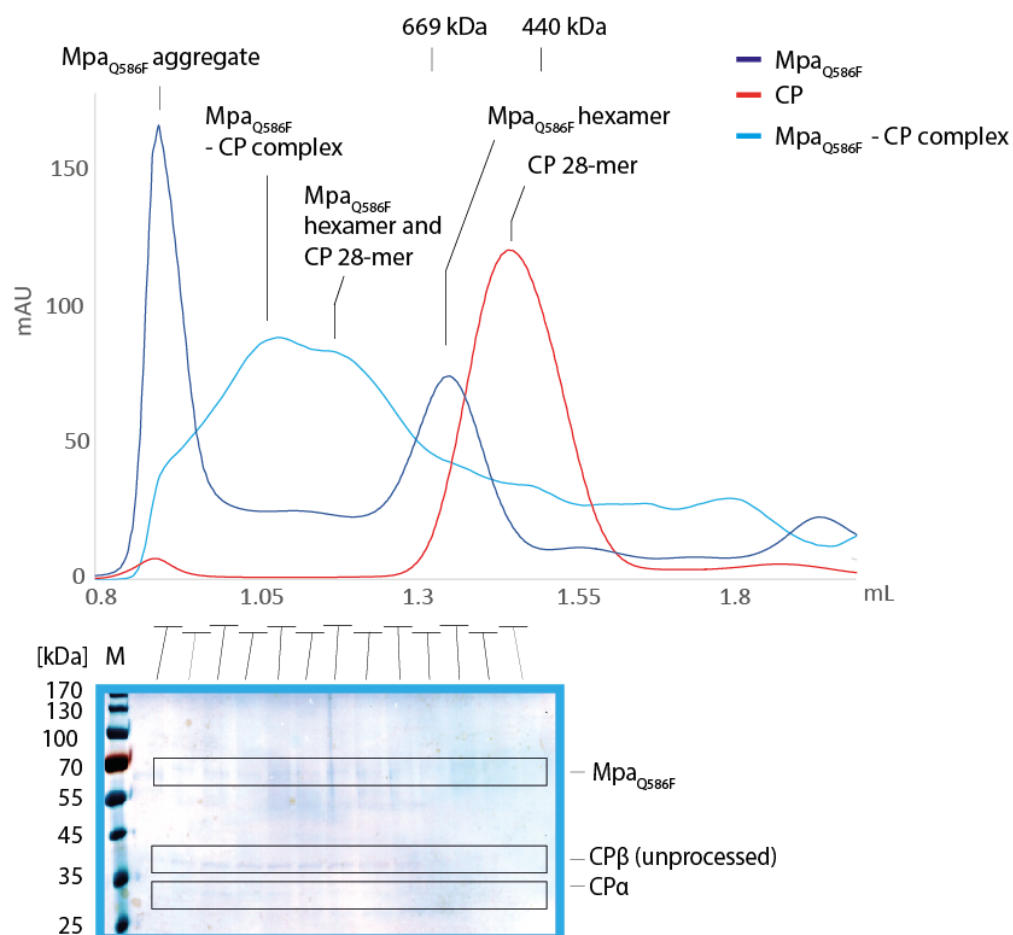 669 kDa
440 kDa
MpaQ586F aggregate
MpaQ586F
CP
MpaQ586F - CP complex
MpaQ586F
- CP complex
MpaQ586F hexamer
CP 28-mer
MpaQ586F
hexamer and
CP 28-mer
150
100
50
0
mAU
0.8
1.05
1.3
1.55
1.8
mL
[kDa]
M
170
130
100
70
55
45
35
25
MpaQ586F
CPβ (unprocessed)
CPα